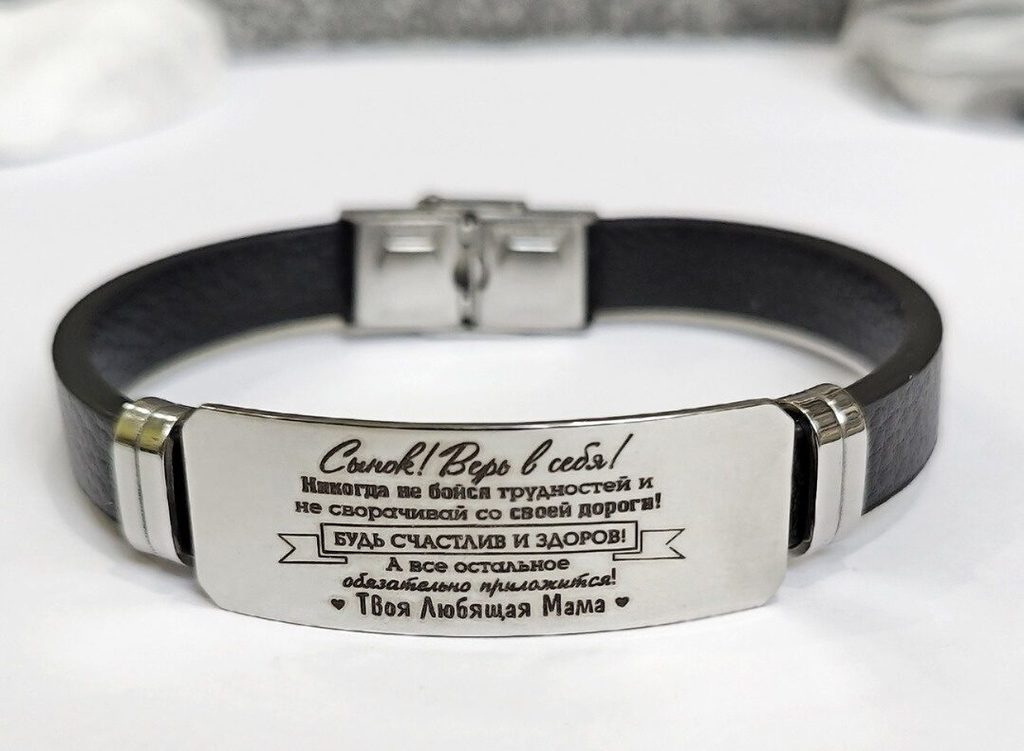 Сынок! Верь в себя!
Никогда не бойся трудностей и
не сворачивай со своей дороги!
БУДЬ СЧАСТЛИВ И ЗДОРОВ!
А все остальное
обязательно приложится!
♥ Твоя Любящая Мама ♥